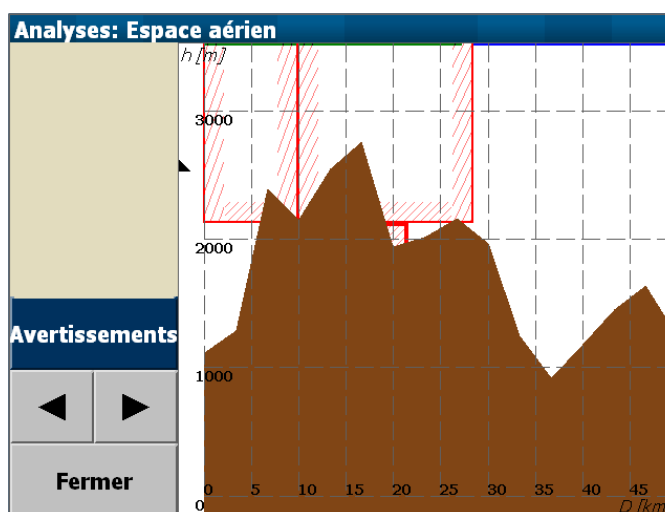 Analyses: Espace aérien
h [m]
3000
2000
Avertissements
1000
Fermer
0 5 10 15 20 25 30 35 40 45
0
D [km